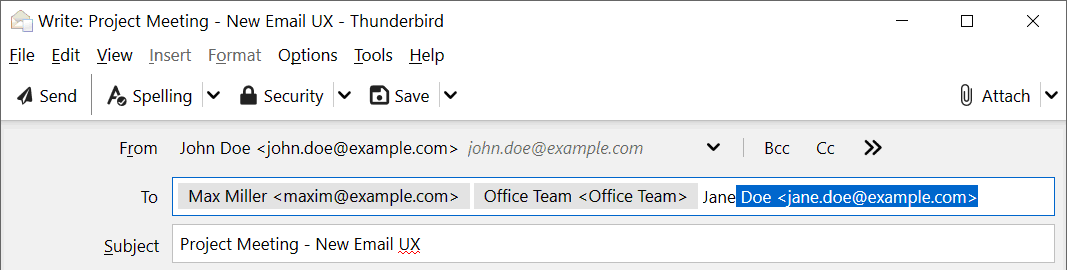 Write: Project Meeting - New Email UX - Thunderbird
File Edit View Insert Format Options Tools Help
Send Spelling Security Save Attach
From John Doe <john.doe@example.com> john.doe@example.com Bcc Cc
To Max Miller <maxim@example.com> Office Team <Office Team> Jane Doe <jane.doe@example.com>
Subject Project Meeting - New Email UX